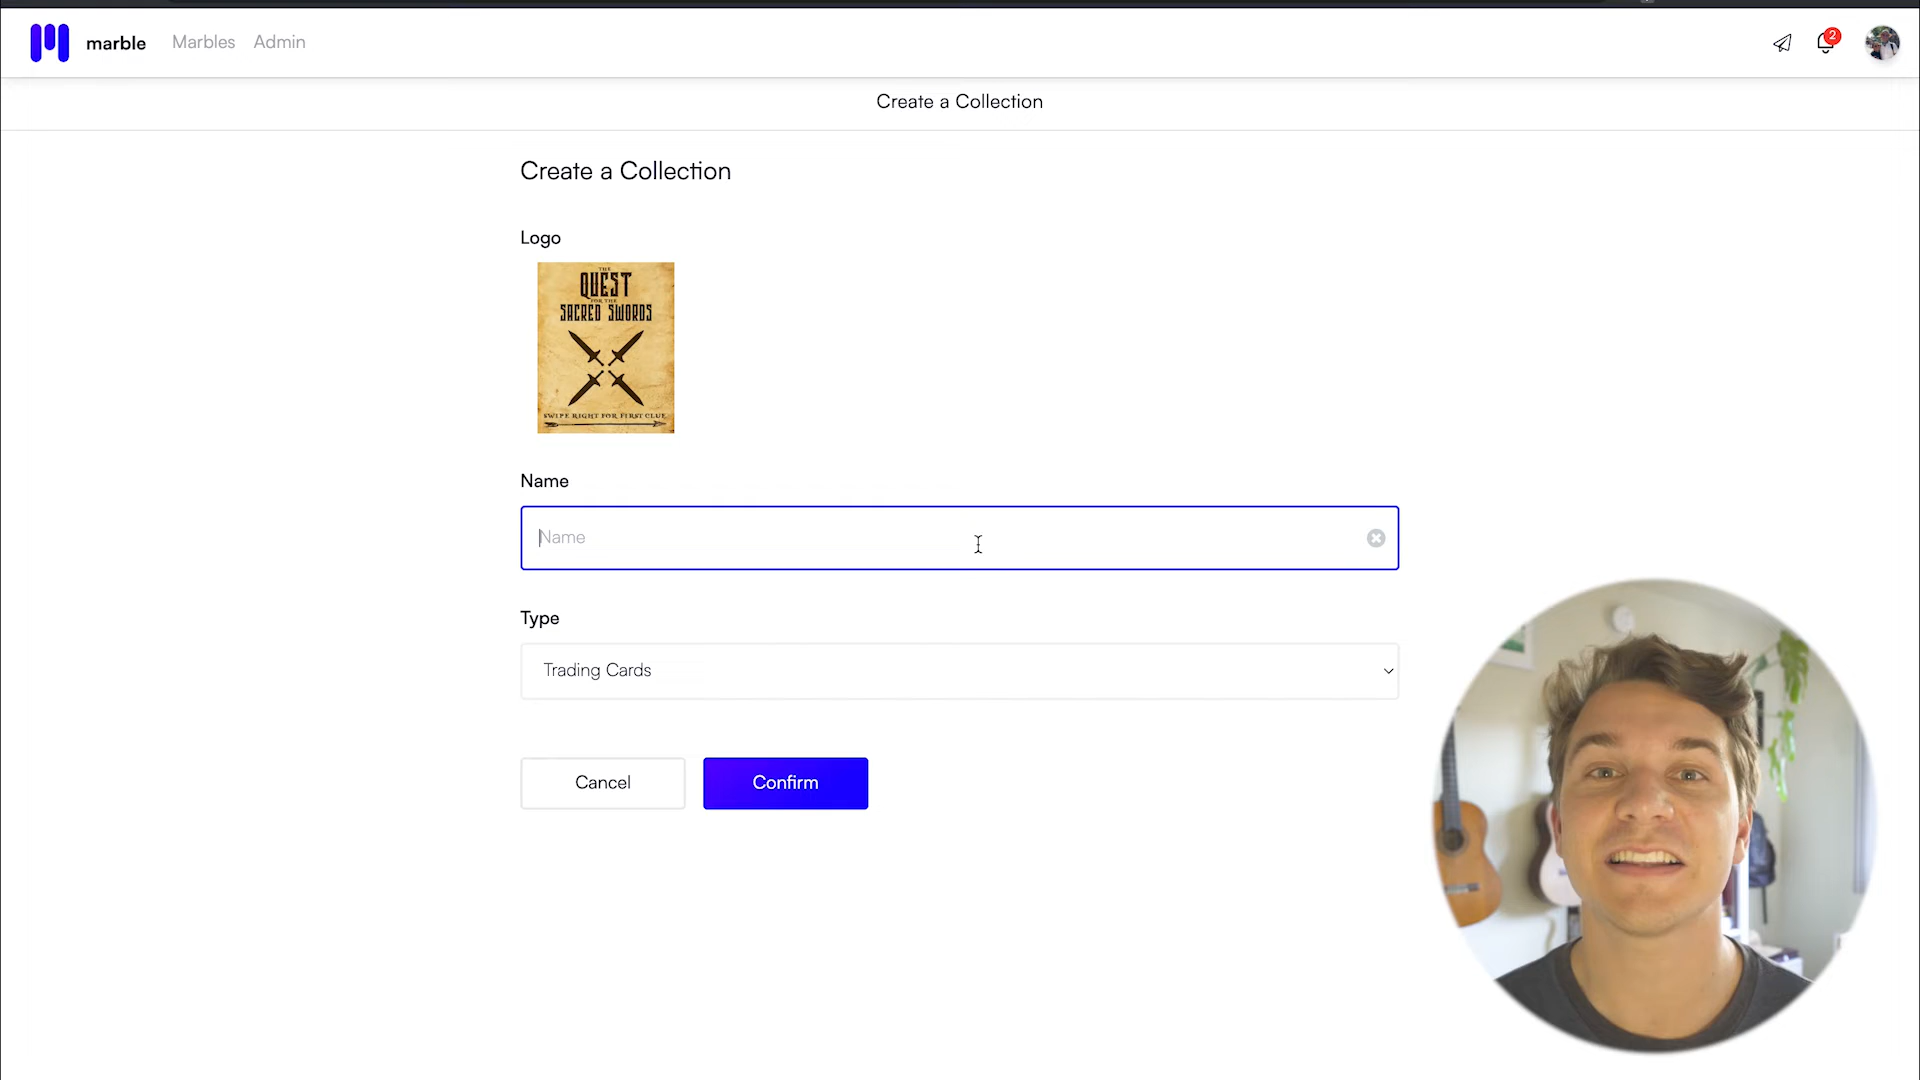 marble
Marbles
Admin
2
Create a Collection
Create a Collection
Logo
THE
QUEST
FOR THE
SACRED SWORDS
SWIPE RIGHT FOR FIRST CLUE
Name
Name
Type
Trading Cards
Cancel
Confirm